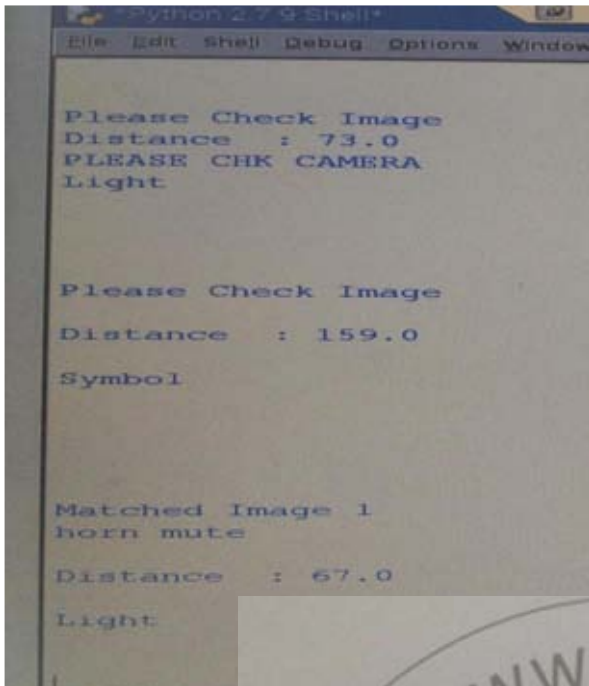 *Python 2.7.9 Shell*
File Edit Shell Debug Options Window
Please Check Image
Distance : 73.0
PLEASE CHK CAMERA
Light
Please Check Image
Distance : 159.0
Symbol
Matched Image 1
horn mute
Distance : 67.0
Light